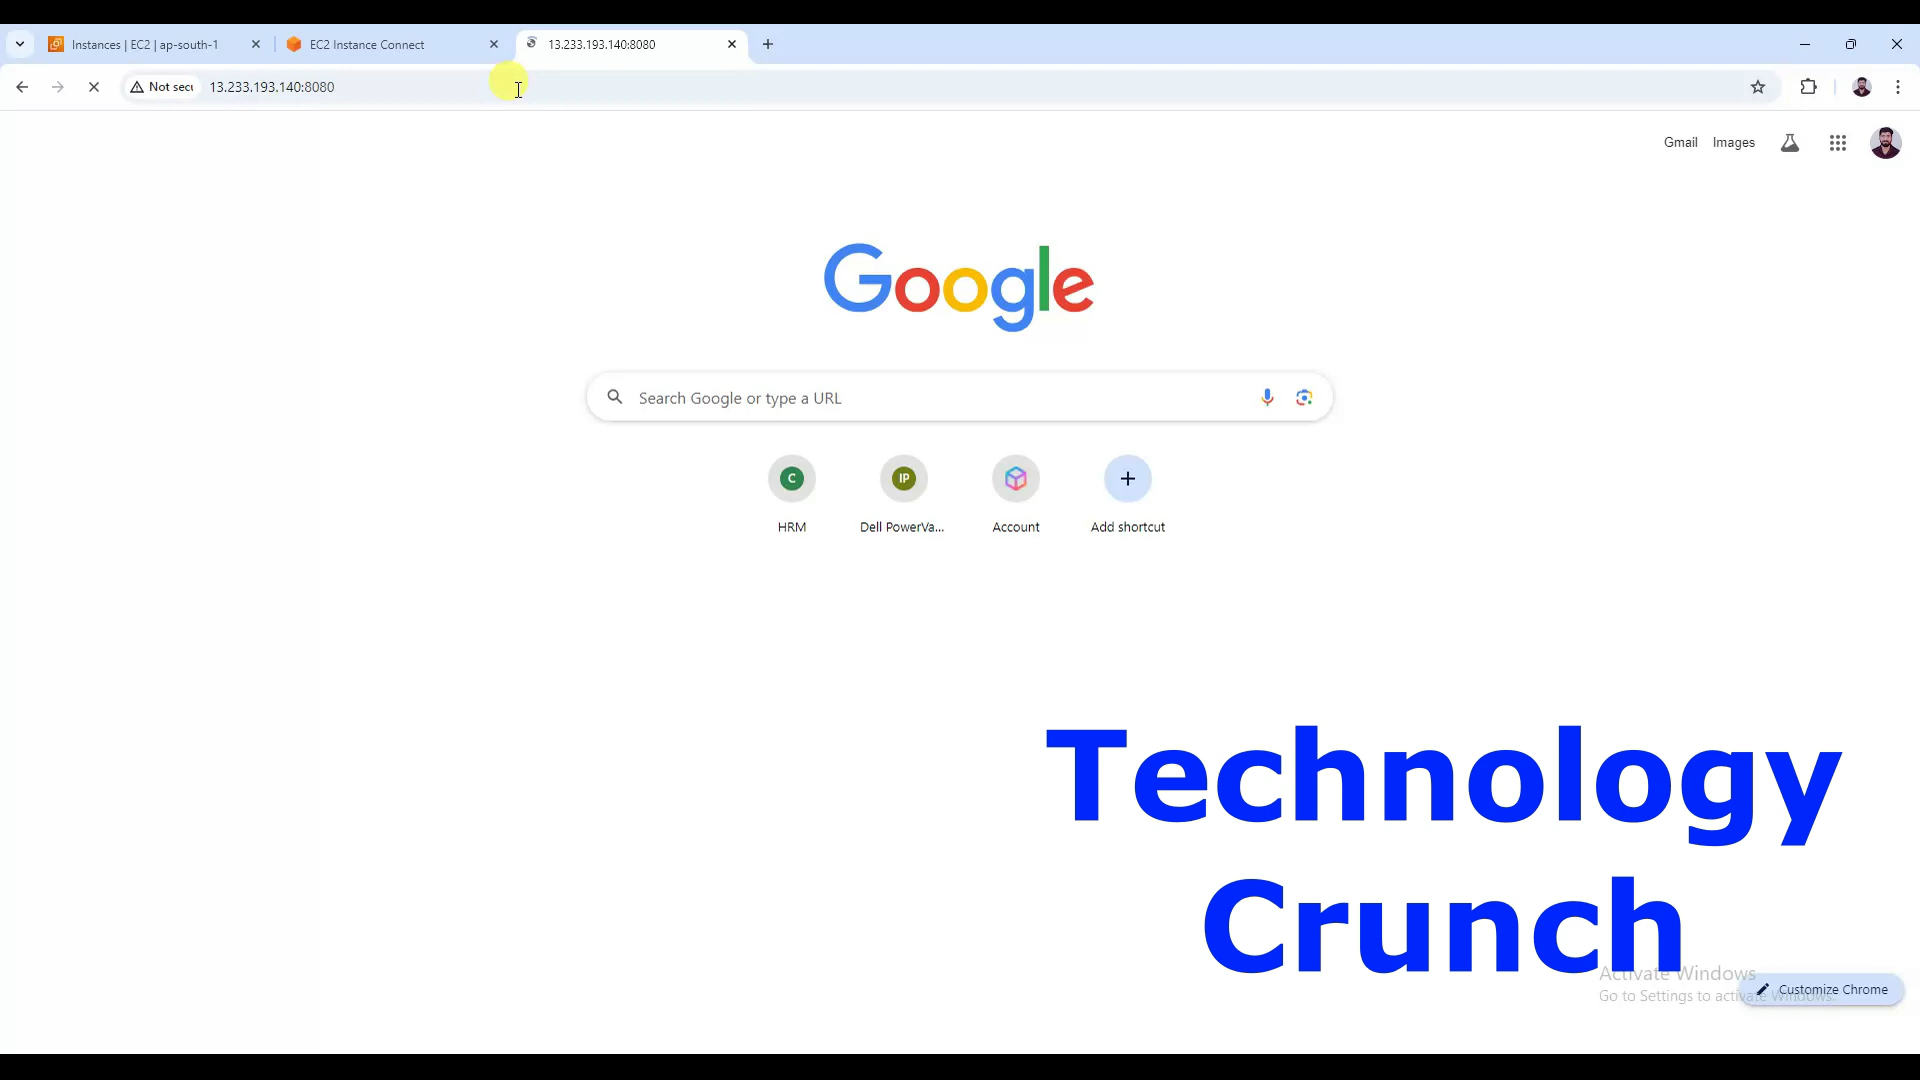 Instances | EC2 | ap-south-1
EC2 Instance Connect
13.233.193.140:8080
Not secu
13.233.193.140:8080
Gmail
Images
Google
Search Google or type a URL
C
IP
HRM
Dell PowerVa...
Account
Add shortcut
Technology
Crunch
Activate Windows
Go to Settings to activate Windows.
Customize Chrome